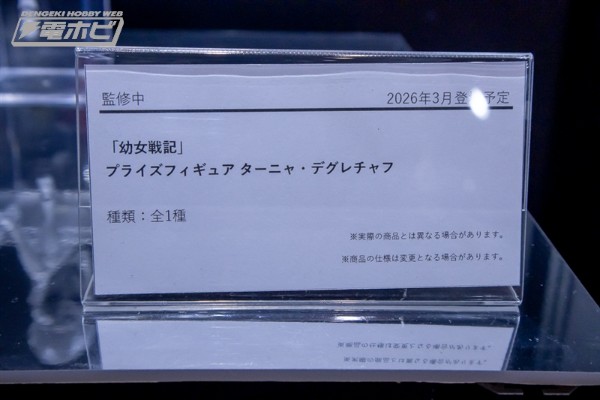 DENGEKI HOBBY WEB
電ホビ
監修中
2026年3月登場予定
「幼女戦記」
プライズフィギュア ターニャ・デグレチャフ
種類：全1種
※実際の商品とは異なる場合があります。
※商品の仕様は変更となる場合があります。